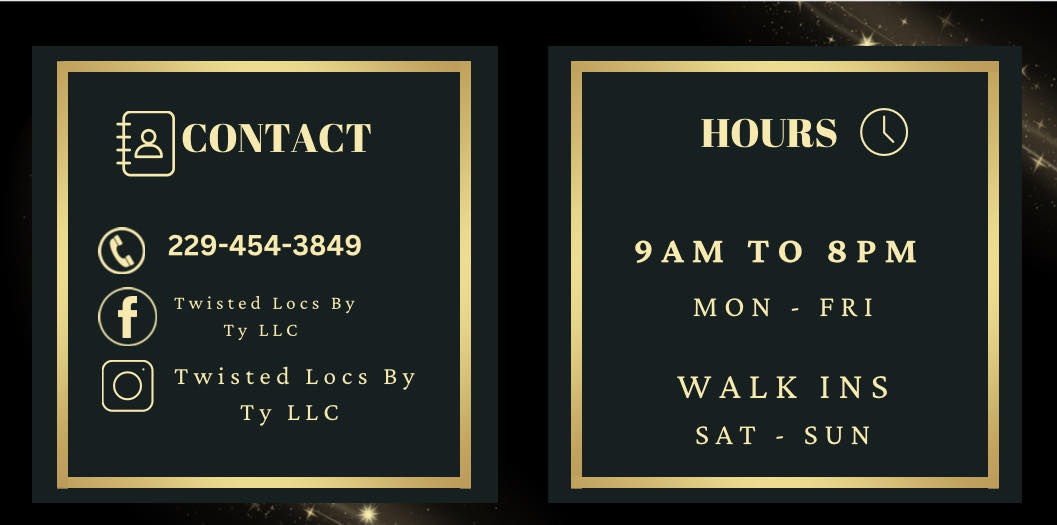 CONTACT
229-454-3849
Twisted Locs By
Ty LLC
Twisted Locs By
Ty LLC
HOURS
9AM TO 8PM
MON - FRI
WALK INS
SAT - SUN